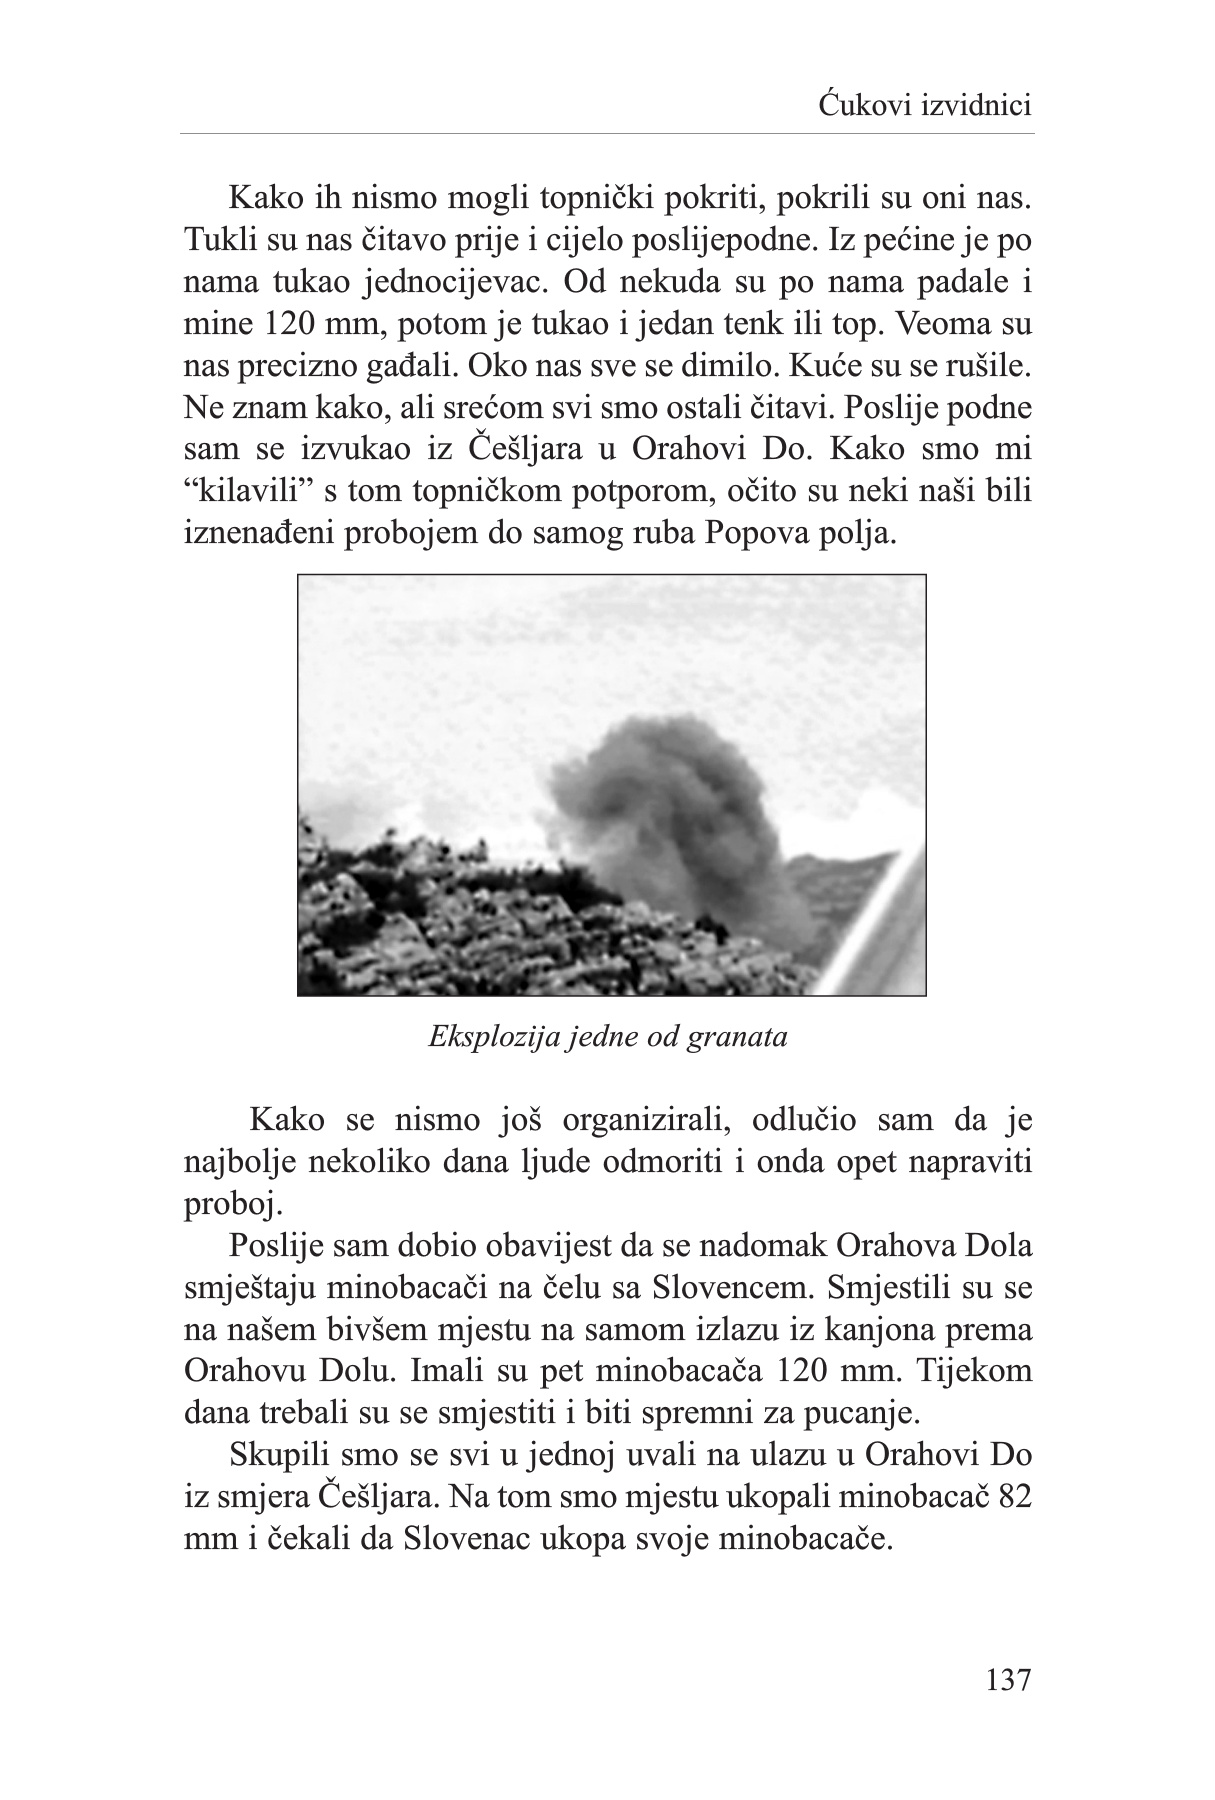 Ćukovi izvidnici
Kako ih nismo mogli topnički pokriti, pokrili su oni nas.
Tukli su nas čitavo prije i cijelo poslijepodne. Iz pećine je po
nama tukao jednocijevac. Od nekuda su po nama padale i
mine 120 mm, potom je tukao i jedan tenk ili top. Veoma su
nas precizno gađali. Oko nas sve se dimilo. Kuće su se rušile.
Ne znam kako, ali srećom svi smo ostali čitavi. Poslije podne
sam se izvukao iz Češljara u Orahovi Do. Kako smo mi
“kilavili” s tom topničkom potporom, očito su neki naši bili
iznenađeni probojem do samog ruba Popova polja.
Eksplozija jedne od granata
Kako se nismo još organizirali, odlučio sam da je
najbolje nekoliko dana ljude odmoriti i onda opet napraviti
proboj.
Poslije sam dobio obavijest da se nadomak Orahova Dola
smještaju minobacači na čelu sa Slovencem. Smjestili su se
na našem bivšem mjestu na samom izlazu iz kanjona prema
Orahovu Dolu. Imali su pet minobacača 120 mm. Tijekom
dana trebali su se smjestiti i biti spremni za pucanje.
Skupili smo se svi u jednoj uvali na ulazu u Orahovi Do
iz smjera Češljara. Na tom smo mjestu ukopali minobacač 82
mm i čekali da Slovenac ukopa svoje minobacače.
137